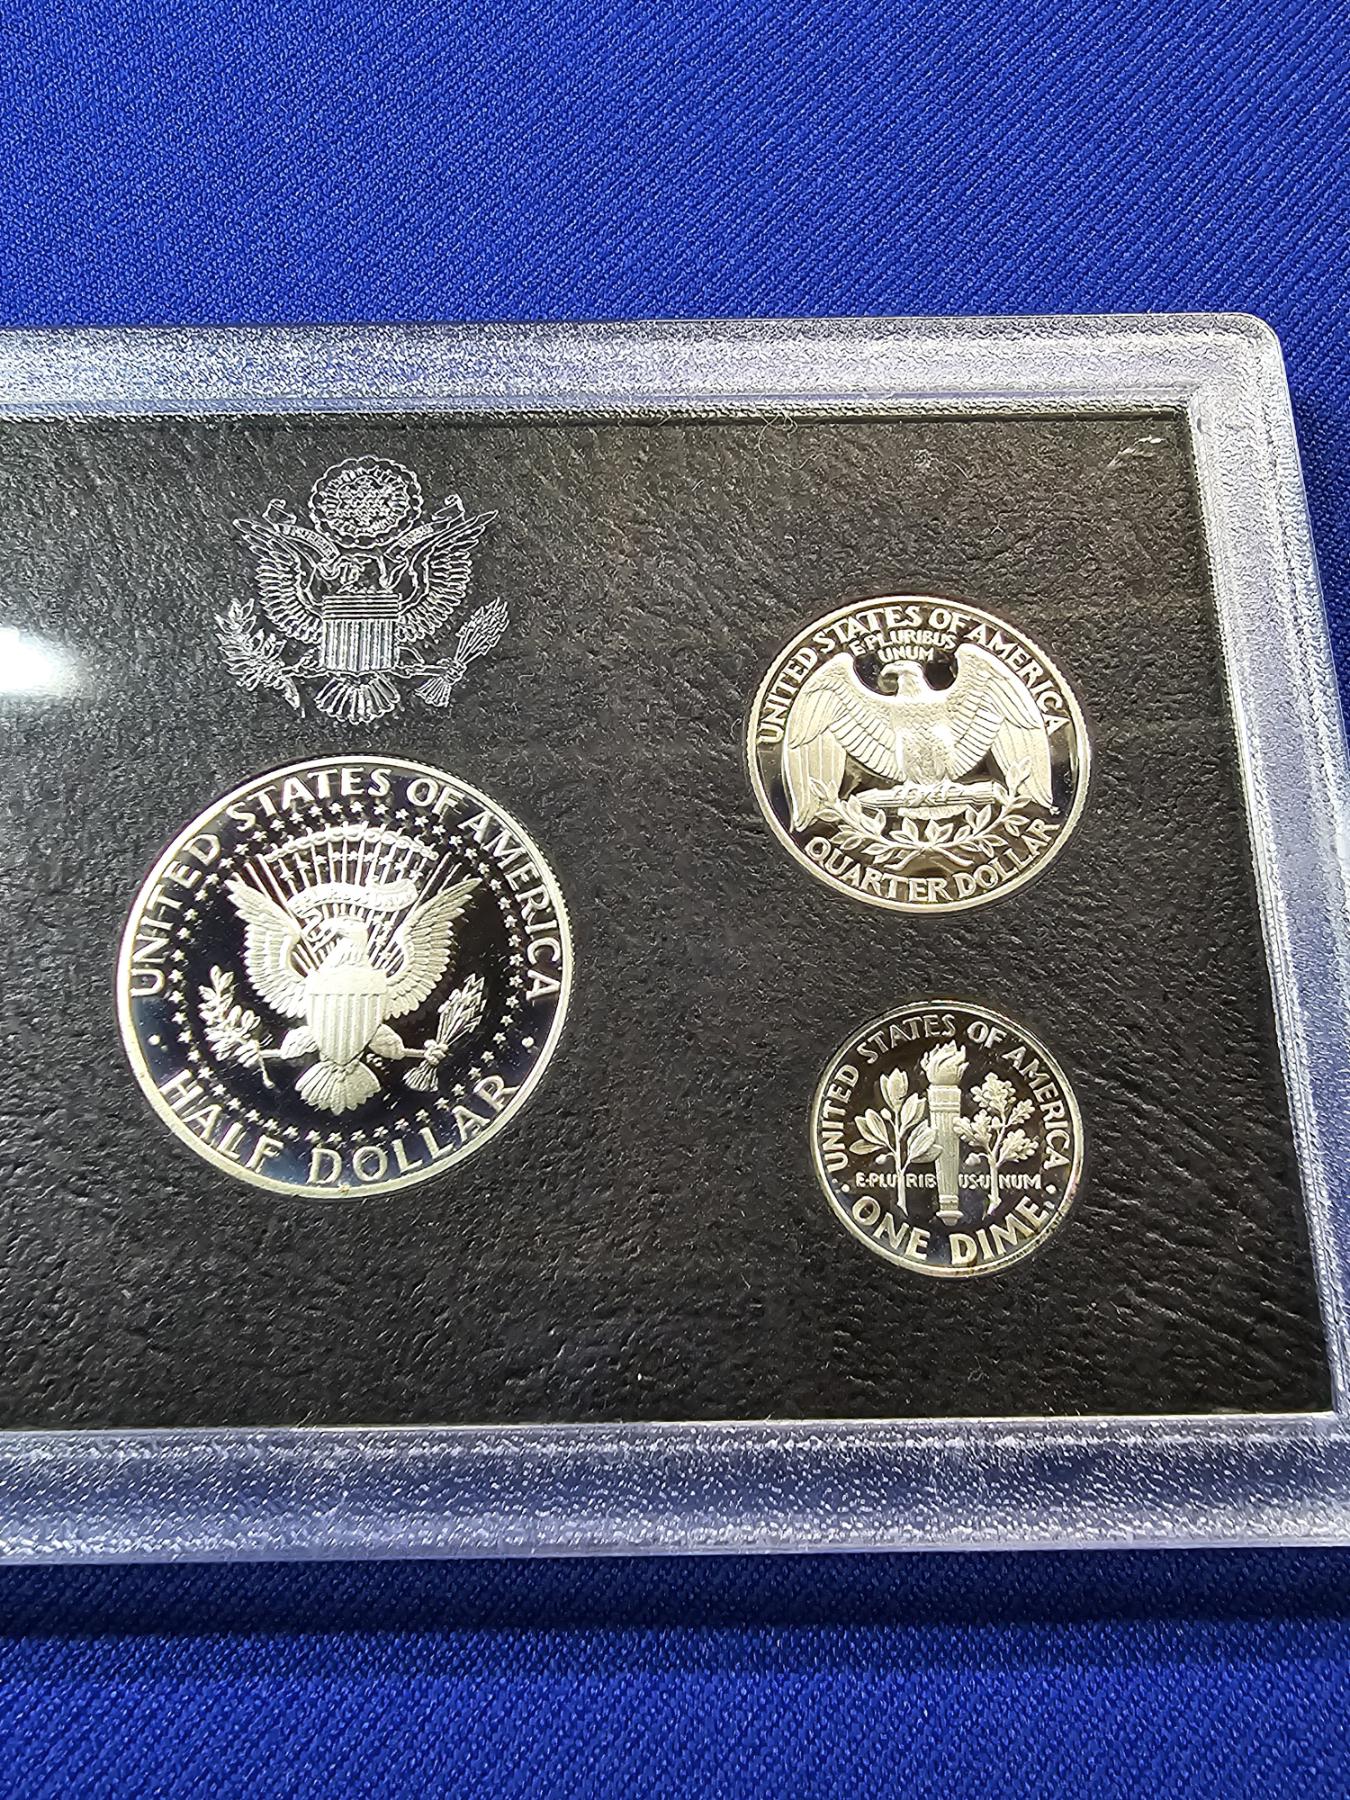 UNITED STATES OF AMERICA
E·PLURIBUS
UNUM
QUARTER DOLLAR
UNITED STATES OF AMERICA
HALF DOLLAR
UNITED STATES OF AMERICA
E·PLURIBUS·UNUM
ONE DIME